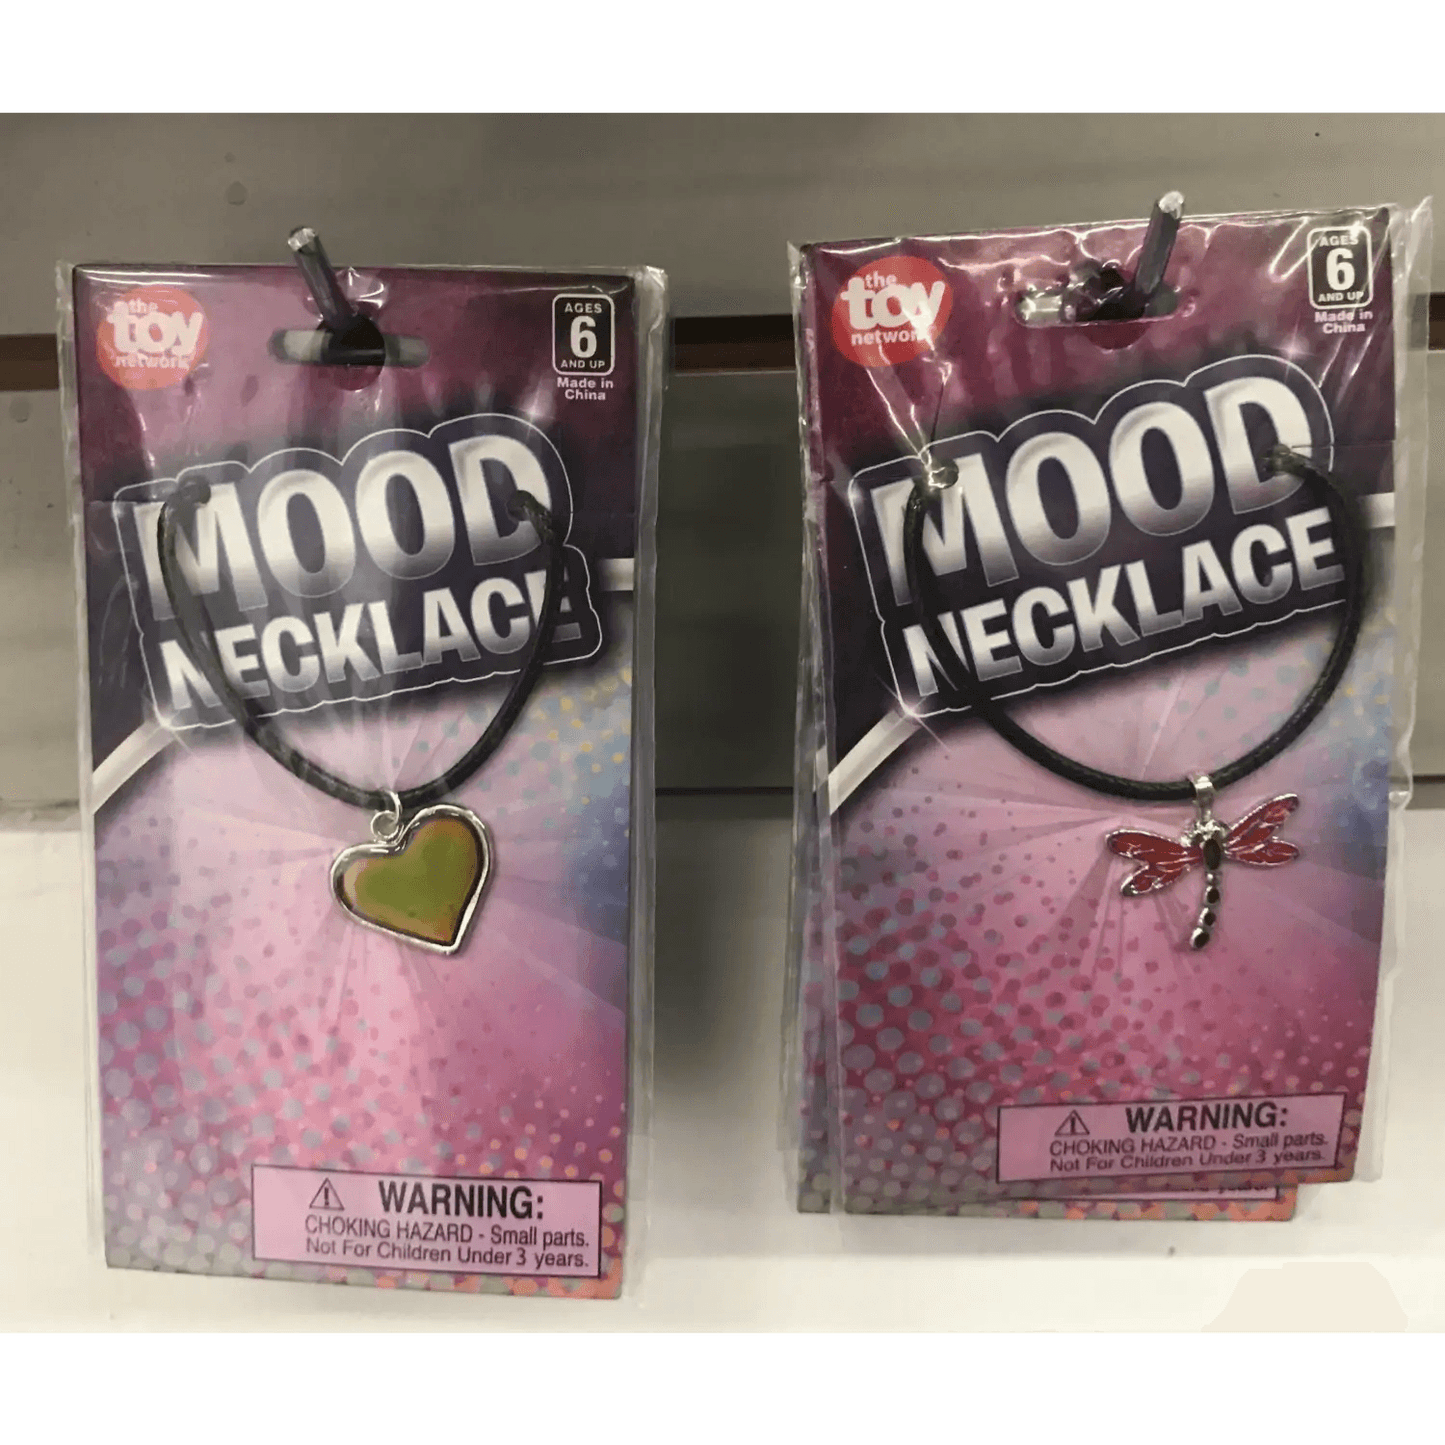 the
toy
network
AGES
6
AND UP
Made in
China
MOOD
NECKLACE
WARNING:
CHOKING HAZARD - Small parts.
Not For Children Under 3 years.
the
toy
network
AGES
6
AND UP
Made in
China
MOOD
NECKLACE
WARNING:
CHOKING HAZARD - Small parts.
Not For Children Under 3 years.